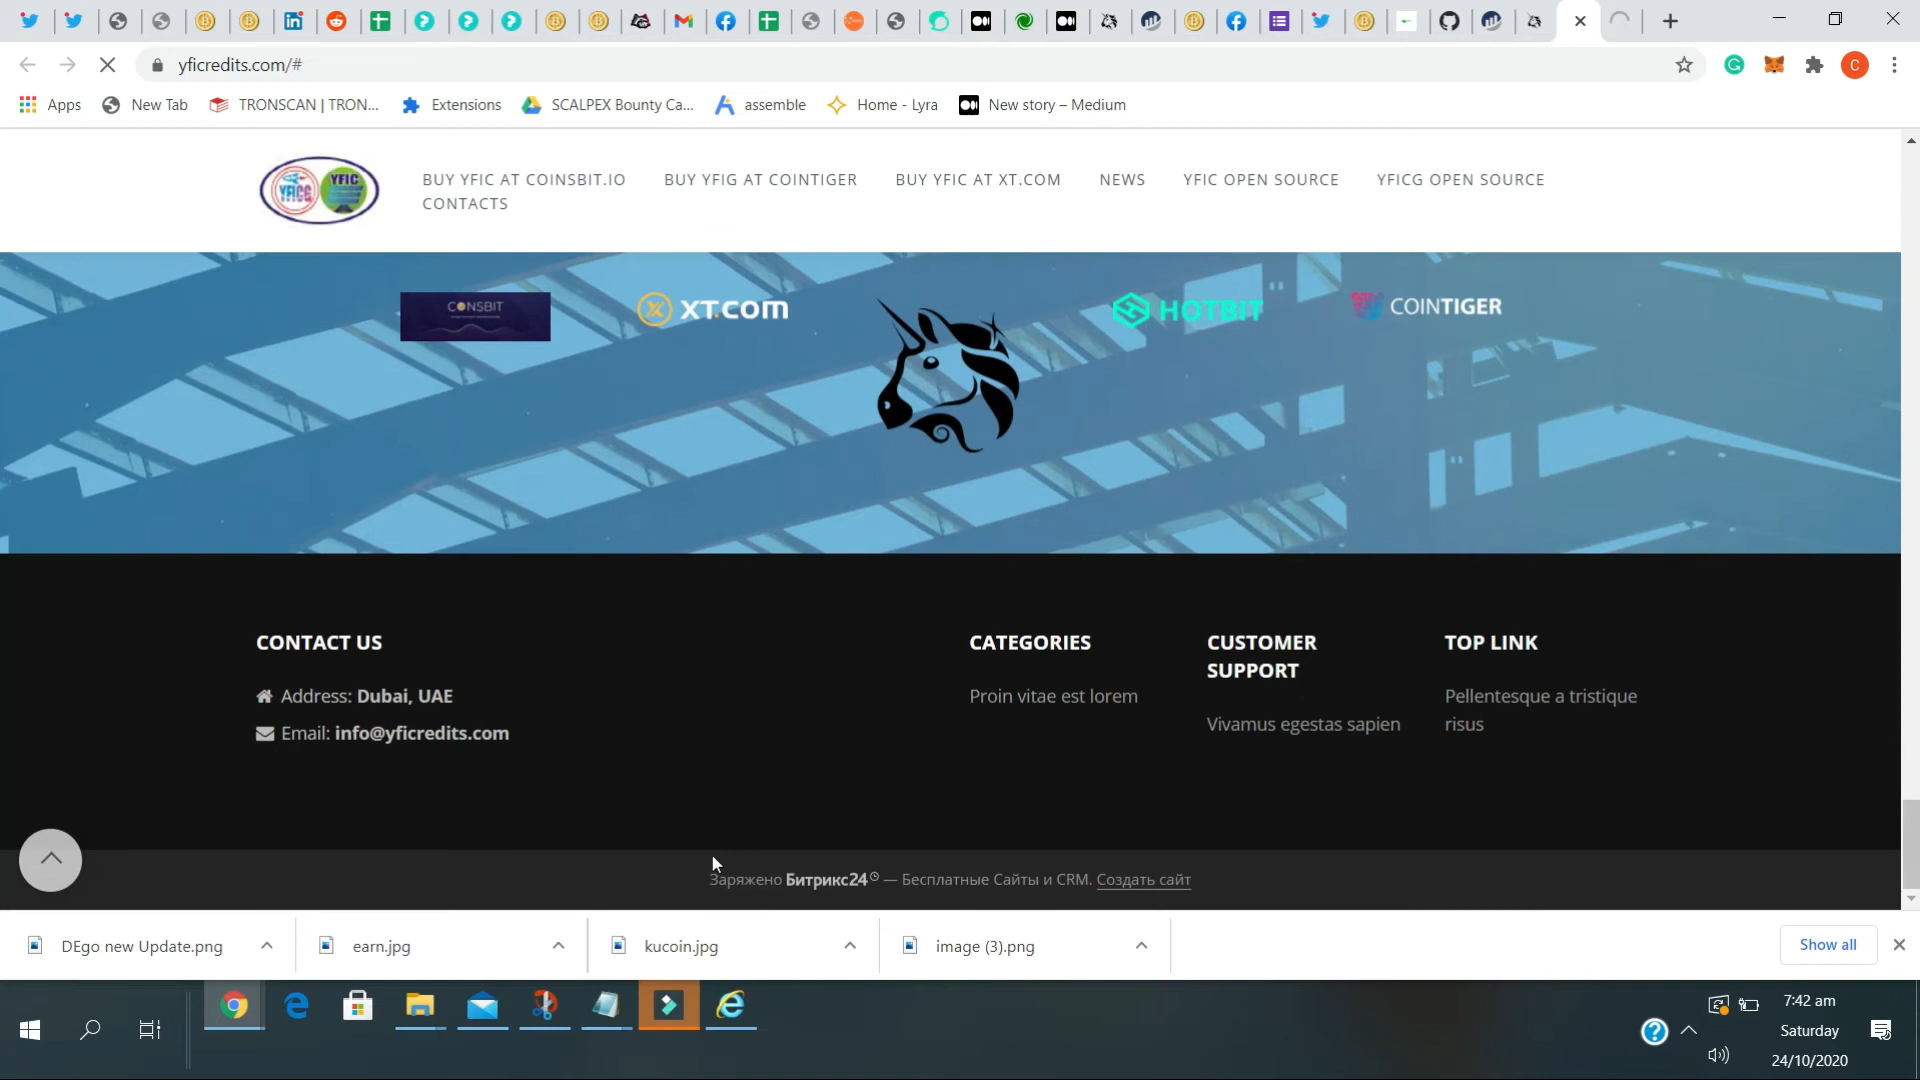 yficredits.com/#
C
Apps
New Tab
TRONSCAN | TRON...
Extensions
SCALPEX Bounty Ca...
assemble
Home - Lyra
New story – Medium
YFICG
YFIC
BUY YFIC AT COINSBIT.IO
BUY YFIG AT COINTIGER
BUY YFIC AT XT.COM
NEWS
YFIC OPEN SOURCE
YFICG OPEN SOURCE
CONTACTS
CONSBIT
XT.COM
HOTBIT
COINTIGER
CONTACT US
Address: Dubai, UAE
Email: info@yficredits.com
CATEGORIES
Proin vitae est lorem
CUSTOMER
SUPPORT
Vivamus egestas sapien
TOP LINK
Pellentesque a tristique
risus
Заряжено Битрикс24 — Бесплатные Сайты и CRM. Создать сайт
DEgo new Update.png
earn.jpg
kucoin.jpg
image (3).png
Show all
7:42 am
Saturday
24/10/2020